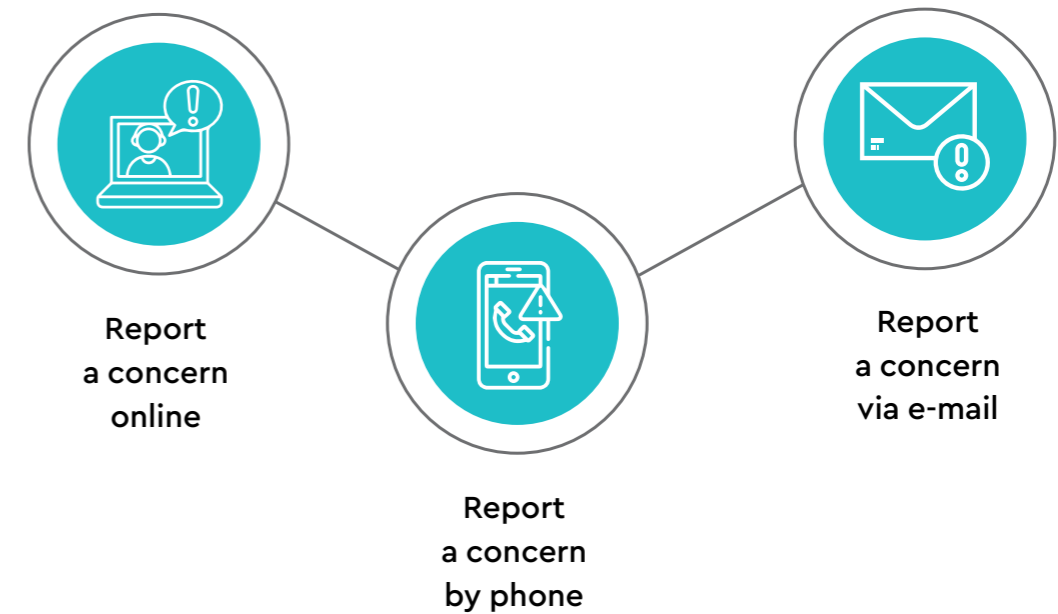 Report
a concern
online
Report
a concern
by phone
Report
a concern
via e-mail